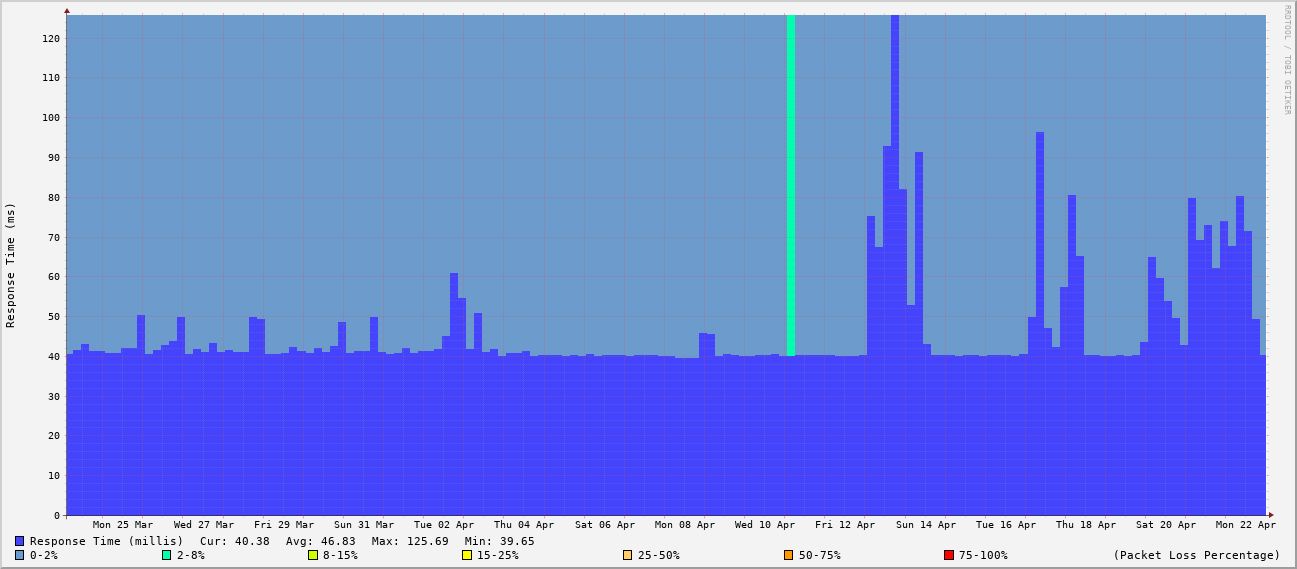 RRDTOOL / TOBI OETIKER
Response Time (ms)
120
110
100
90
80
70
60
50
40
30
20
10
0
Mon 25 Mar Wed 27 Mar Fri 29 Mar Sun 31 Mar Tue 02 Apr Thu 04 Apr Sat 06 Apr Mon 08 Apr Wed 10 Apr Fri 12 Apr Sun 14 Apr Tue 16 Apr Thu 18 Apr Sat 20 Apr Mon 22 Apr
Response Time (millis) Cur: 40.38 Avg: 46.83 Max: 125.69 Min: 39.65
0-2% 2-8% 8-15% 15-25% 25-50% 50-75% 75-100% (Packet Loss Percentage)